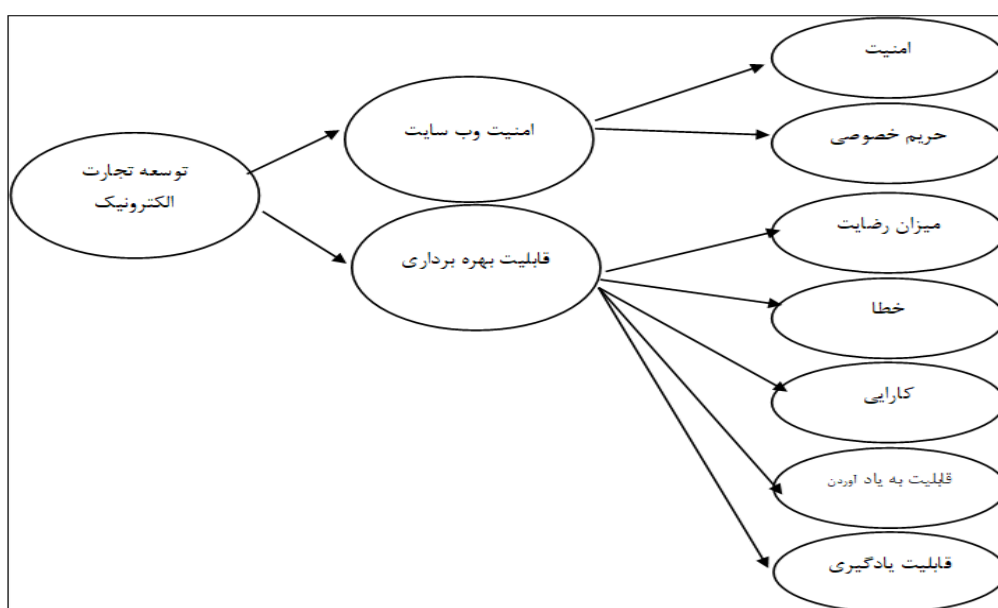 توسعه تجارت
الکترونیک
امنیت وب سایت
قابلیت بهره برداری
امنیت
حریم خصوصی
میزان رضایت
خطا
کارایی
قابلیت به یاد آوردن
قابلیت یادگیری